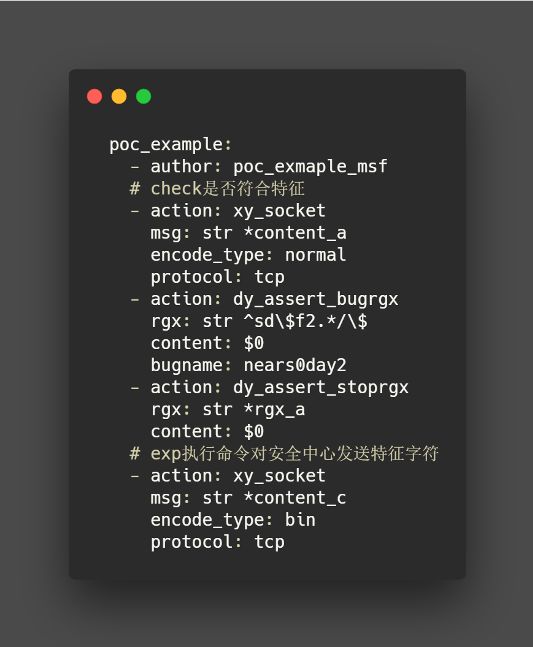 poc_example:
- author: poc_exmaple_msf
# check是否符合特征
- action: xy_socket
msg: str *content_a
encode_type: normal
protocol: tcp
- action: dy_assert_bugrgx
rgx: str ^sd\$f2.*/\$
content: $0
bugname: nears0day2
- action: dy_assert_stoprgx
rgx: str *rgx_a
content: $0
# exp执行命令对安全中心发送特征字符
- action: xy_socket
msg: str *content_c
encode_type: bin
protocol: tcp